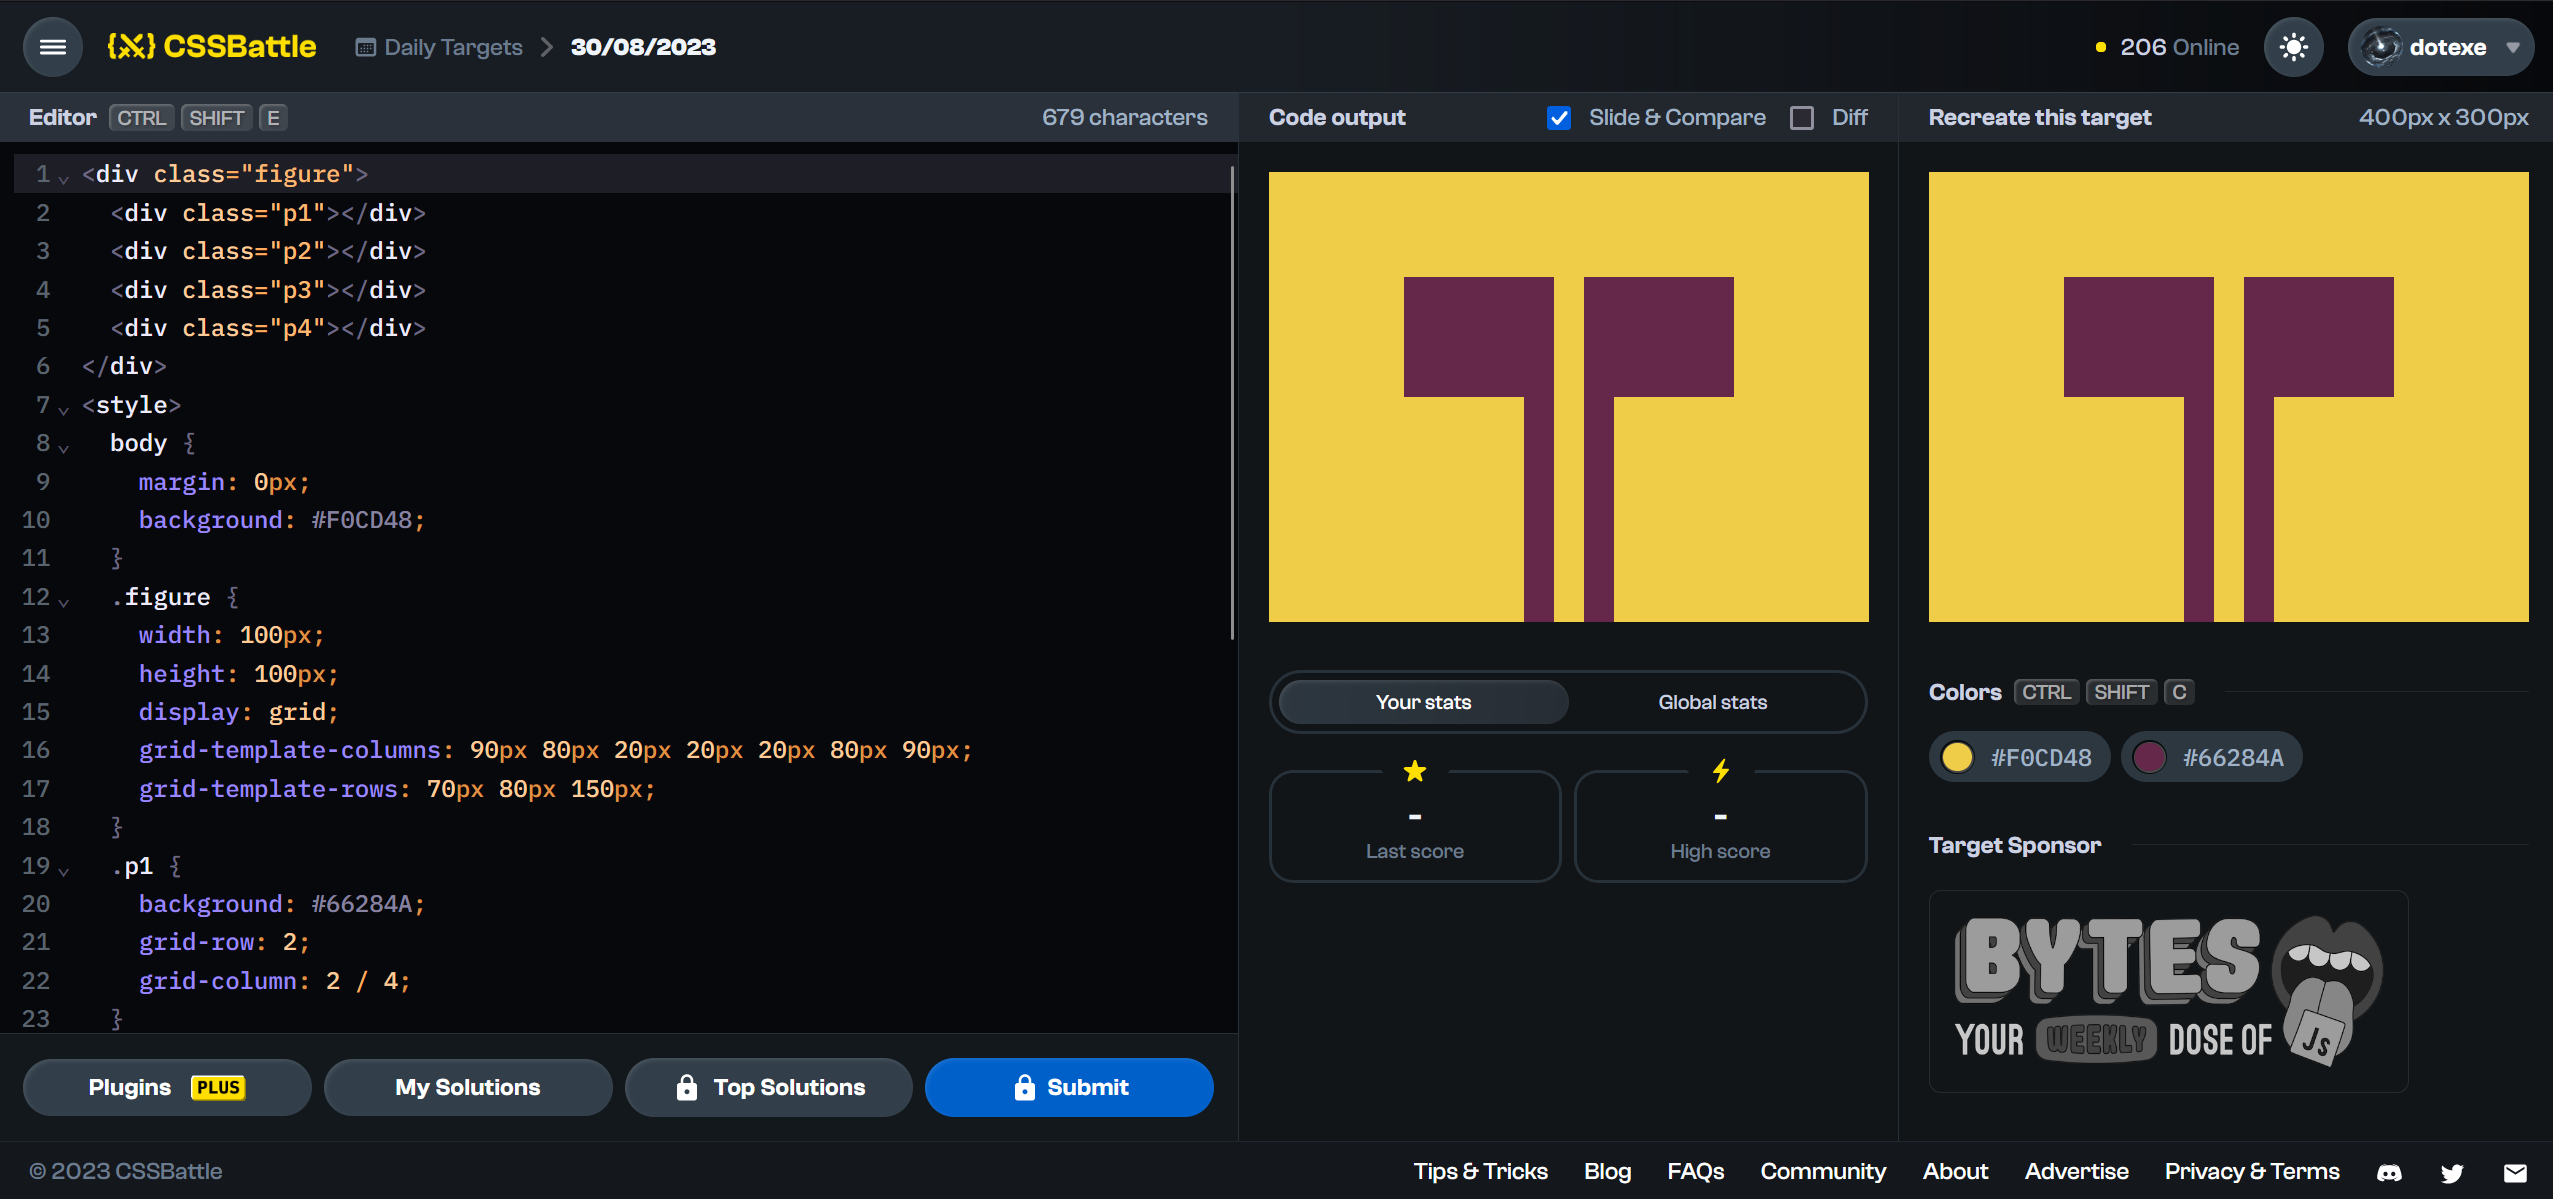 {X} CSSBattle
Daily Targets
30/08/2023
206 Online
dotexe
Editor CTRL SHIFT E
679 characters
1 <div class="figure">
2 <div class="p1"></div>
3 <div class="p2"></div>
4 <div class="p3"></div>
5 <div class="p4"></div>
6 </div>
7 <style>
8 body {
9 margin: 0px;
10 background: #F0CD48;
11 }
12 .figure {
13 width: 100px;
14 height: 100px;
15 display: grid;
16 grid-template-columns: 90px 80px 20px 20px 20px 80px 90px;
17 grid-template-rows: 70px 80px 150px;
18 }
19 .p1 {
20 background: #66284A;
21 grid-row: 2;
22 grid-column: 2 / 4;
23 }
Plugins PLUS
My Solutions
Top Solutions
Submit
Code output
Slide & Compare
Diff
Your stats
Global stats
-
Last score
-
High score
Recreate this target
400px x 300px
Colors CTRL SHIFT C
#F0CD48
#66284A
Target Sponsor
BYTES
YOUR WEEKLY DOSE OF JS
© 2023 CSSBattle
Tips & Tricks
Blog
FAQs
Community
About
Advertise
Privacy & Terms